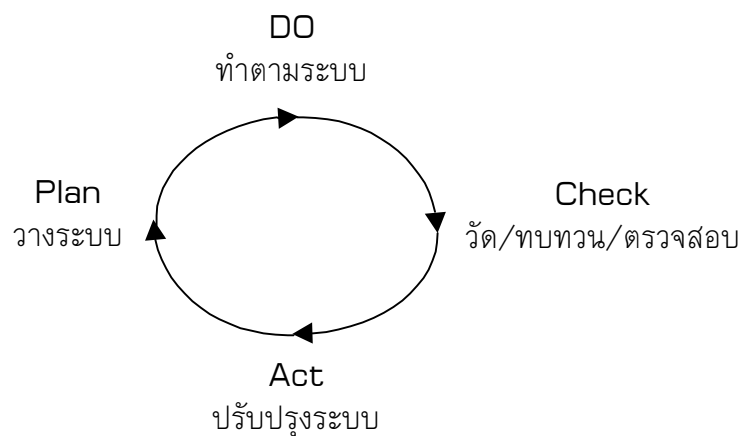 DO
ทำตามระบบ
Plan
วางระบบ
Check
วัด/ทบทวน/ตรวจสอบ
Act
ปรับปรุงระบบ